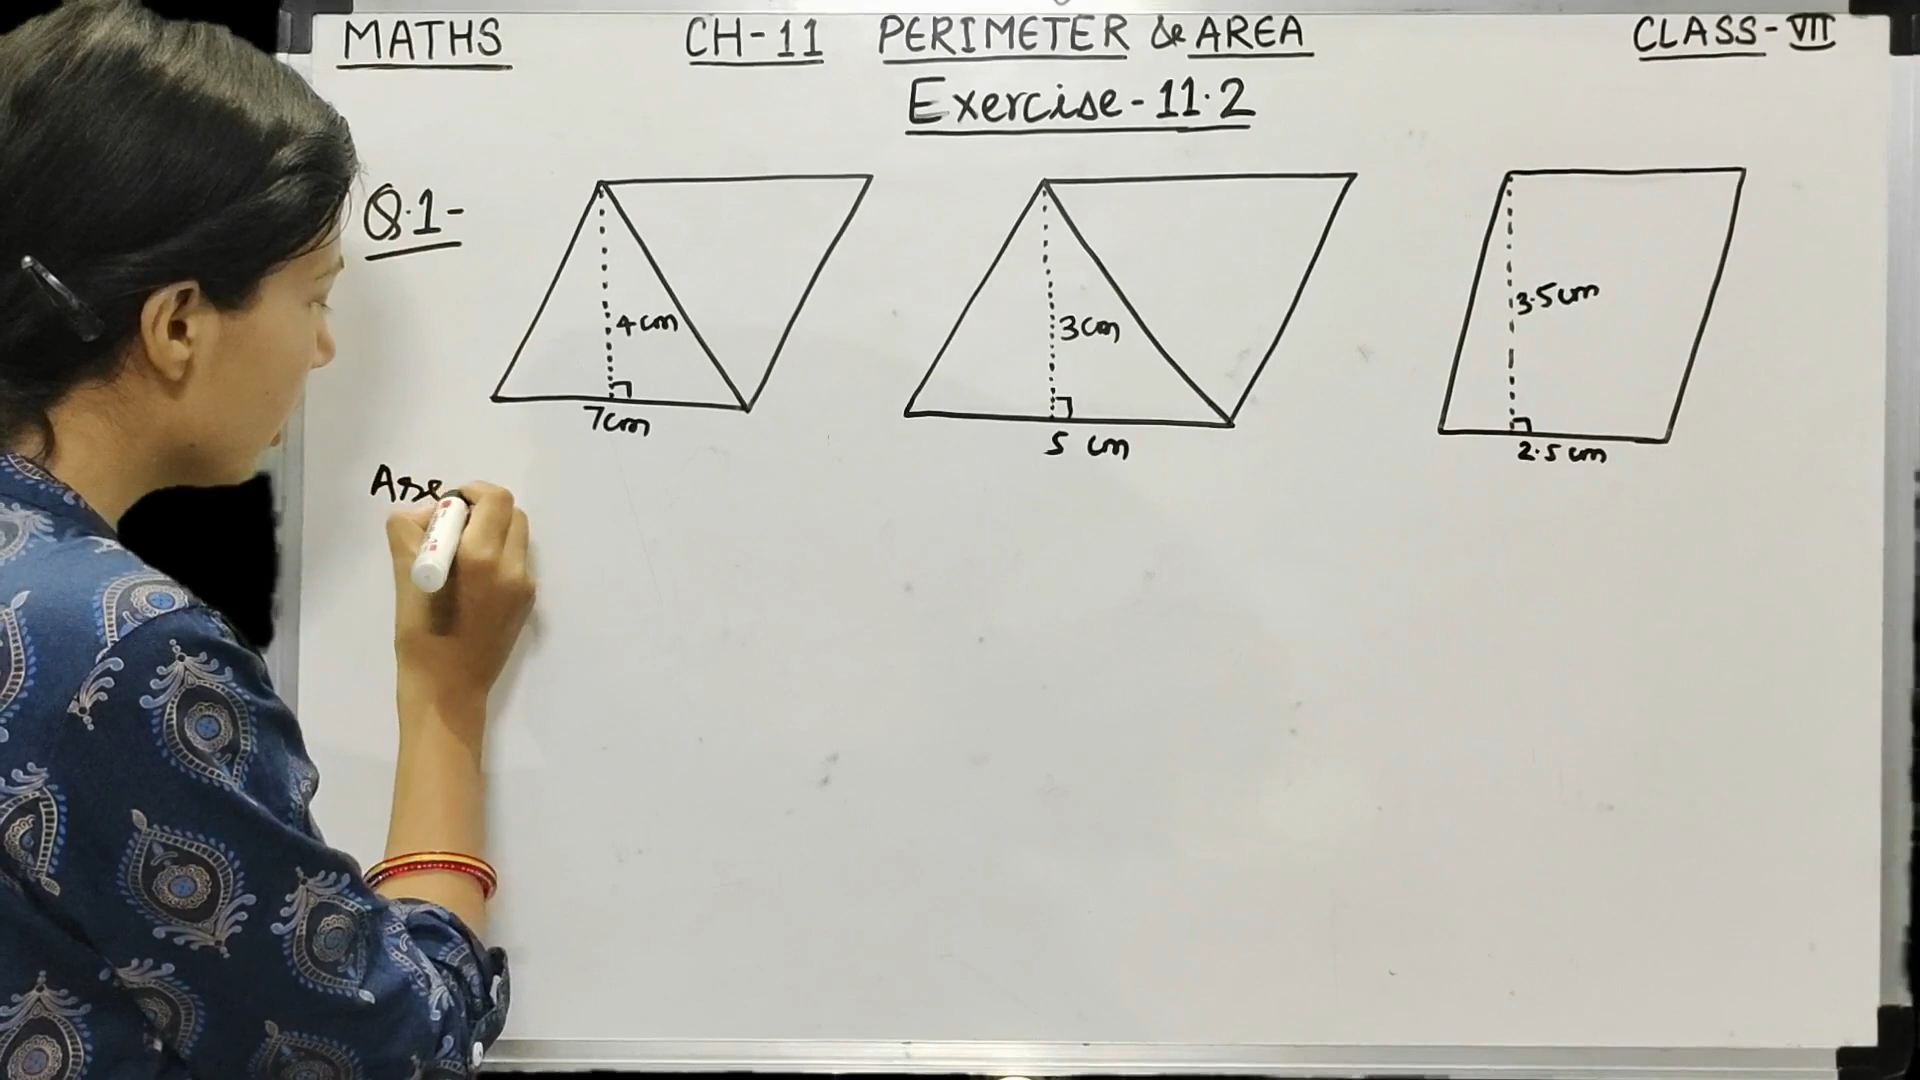 MATHS CH-11 PERIMETER & AREA CLASS-VII
Exercise-11.2
Q.1-
4cm
7cm
3cm
5 cm
3.5cm
2.5cm
Are